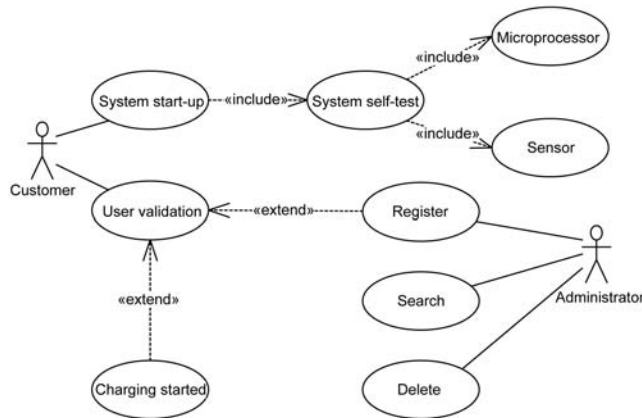 Microprocessor
«include»
System start-up
«include»
System self-test
«include»
Sensor
Customer
User validation
«extend»
Register
«extend»
Search
Administrator
Charging started
Delete